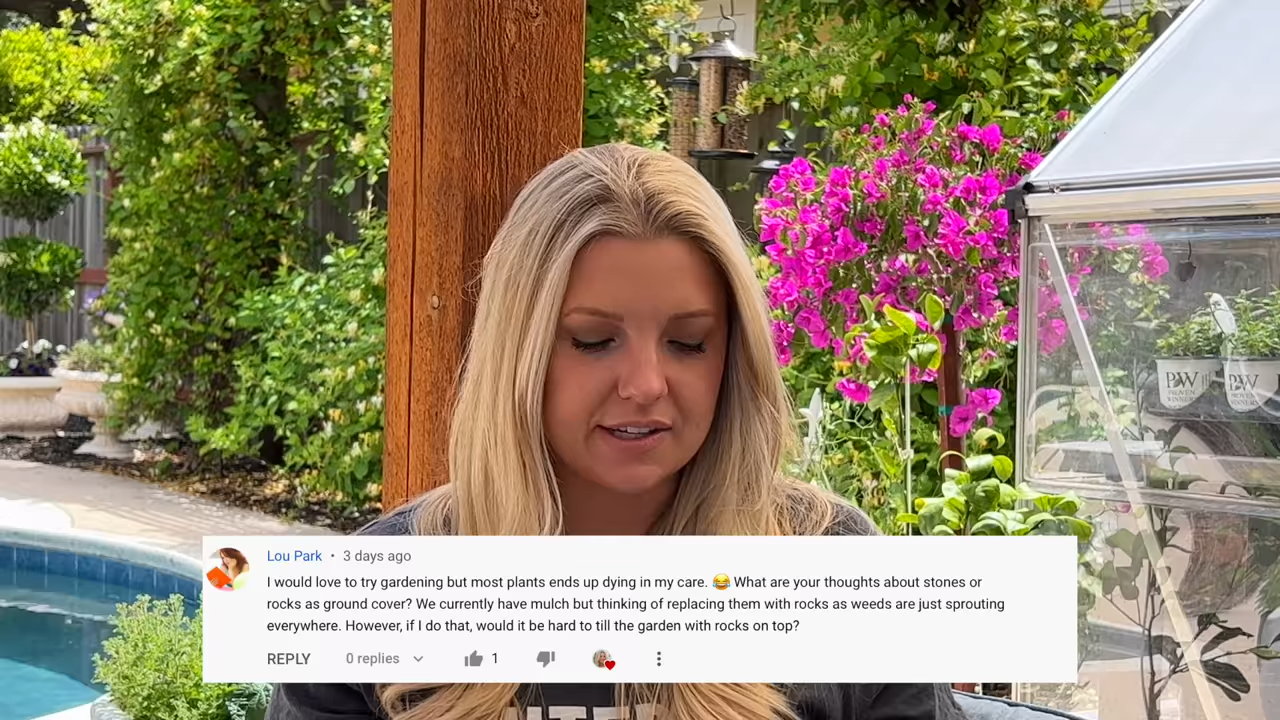 Lou Park • 3 days ago
I would love to try gardening but most plants ends up dying in my care. 😂 What are your thoughts about stones or
rocks as ground cover? We currently have mulch but thinking of replacing them with rocks as weeds are just sprouting
everywhere. However, if I do that, would it be hard to till the garden with rocks on top?
REPLY 0 replies 1
PW PW
PROVEN PROVEN
WINNERS WINNERS